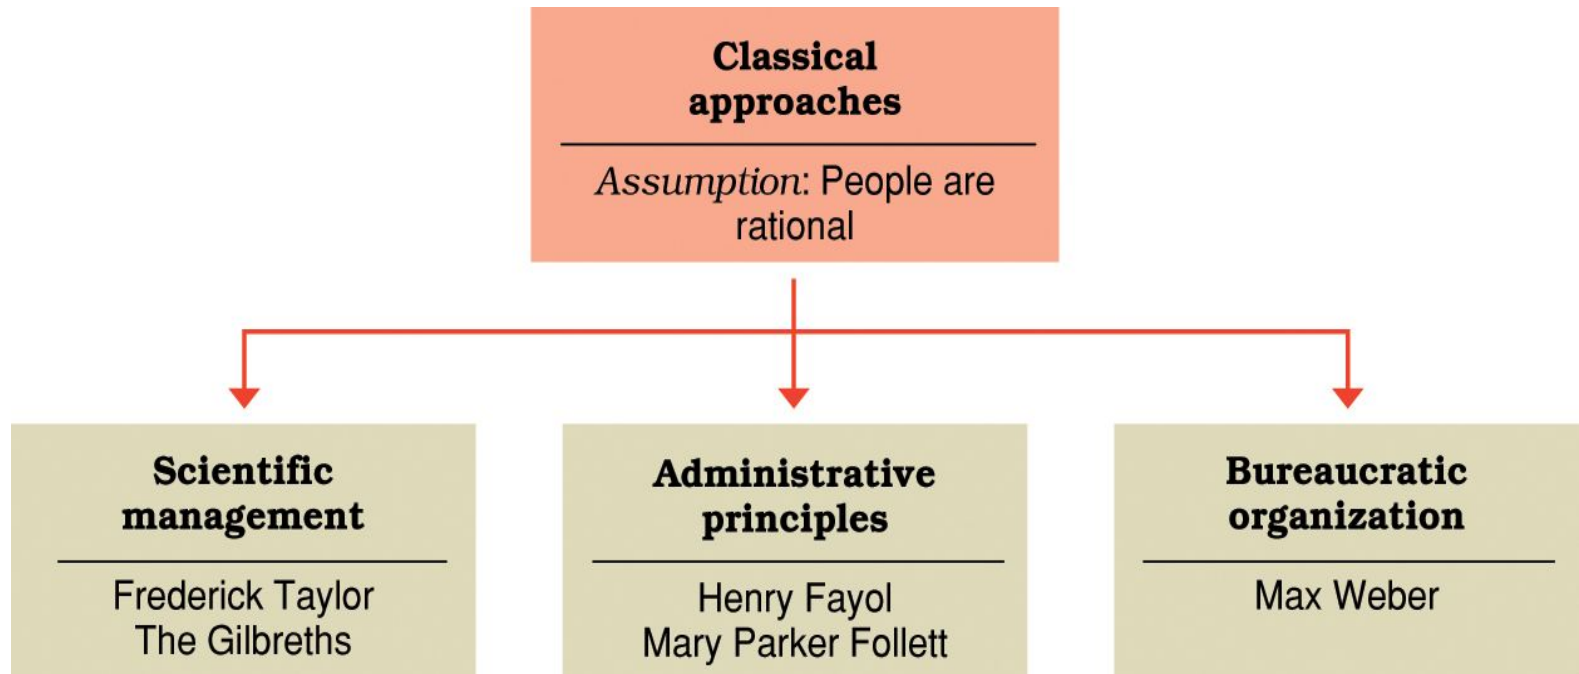 Classical
approaches
Assumption: People are
rational
Scientific
management
Frederick Taylor
The Gilbreths
Administrative
principles
Henry Fayol
Mary Parker Follett
Bureaucratic
organization
Max Weber